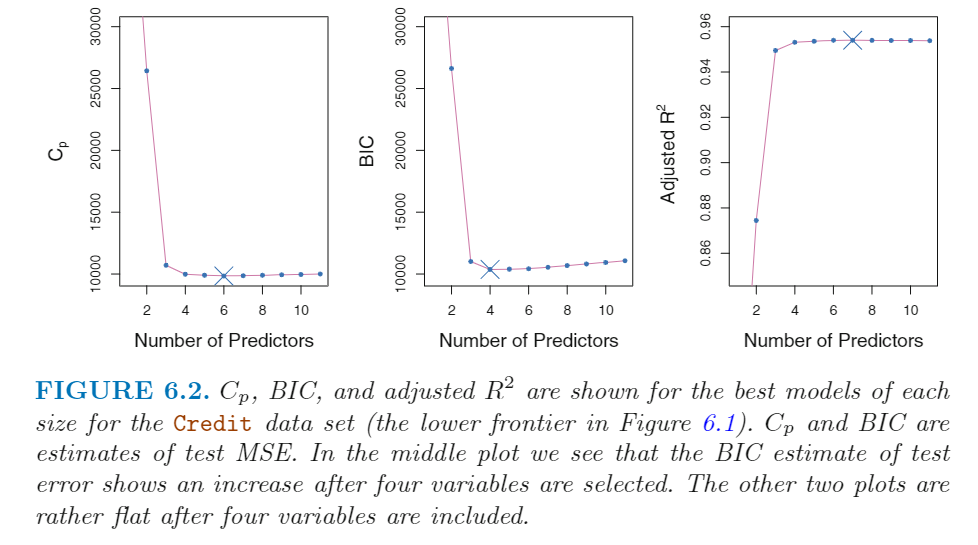 30000
25000
20000
15000
10000
C_p
2 4 6 8 10
Number of Predictors
30000
25000
20000
15000
10000
BIC
2 4 6 8 10
Number of Predictors
0.96
0.94
0.92
0.90
0.88
0.86
Adjusted R²
2 4 6 8 10
Number of Predictors
FIGURE 6.2. C_p, BIC, and adjusted R² are shown for the best models of each
size for the Credit data set (the lower frontier in Figure 6.1). C_p and BIC are
estimates of test MSE. In the middle plot we see that the BIC estimate of test
error shows an increase after four variables are selected. The other two plots are
rather flat after four variables are included.